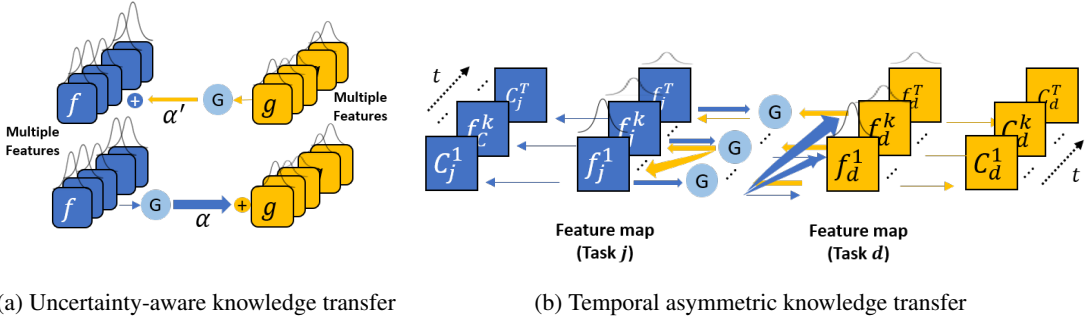 f
+
α′
G
g
Multiple
Features
Multiple
Features
f
G
α
+
g
t
C_j^T
f_C^k
C_j^1
f_j^T
f_j^k
f_j^1
G
G
G
f_d^T
f_d^k
f_d^1
C_d^T
C_d^k
C_d^1
t
Feature map
(Task j)
Feature map
(Task d)
(a) Uncertainty-aware knowledge transfer
(b) Temporal asymmetric knowledge transfer